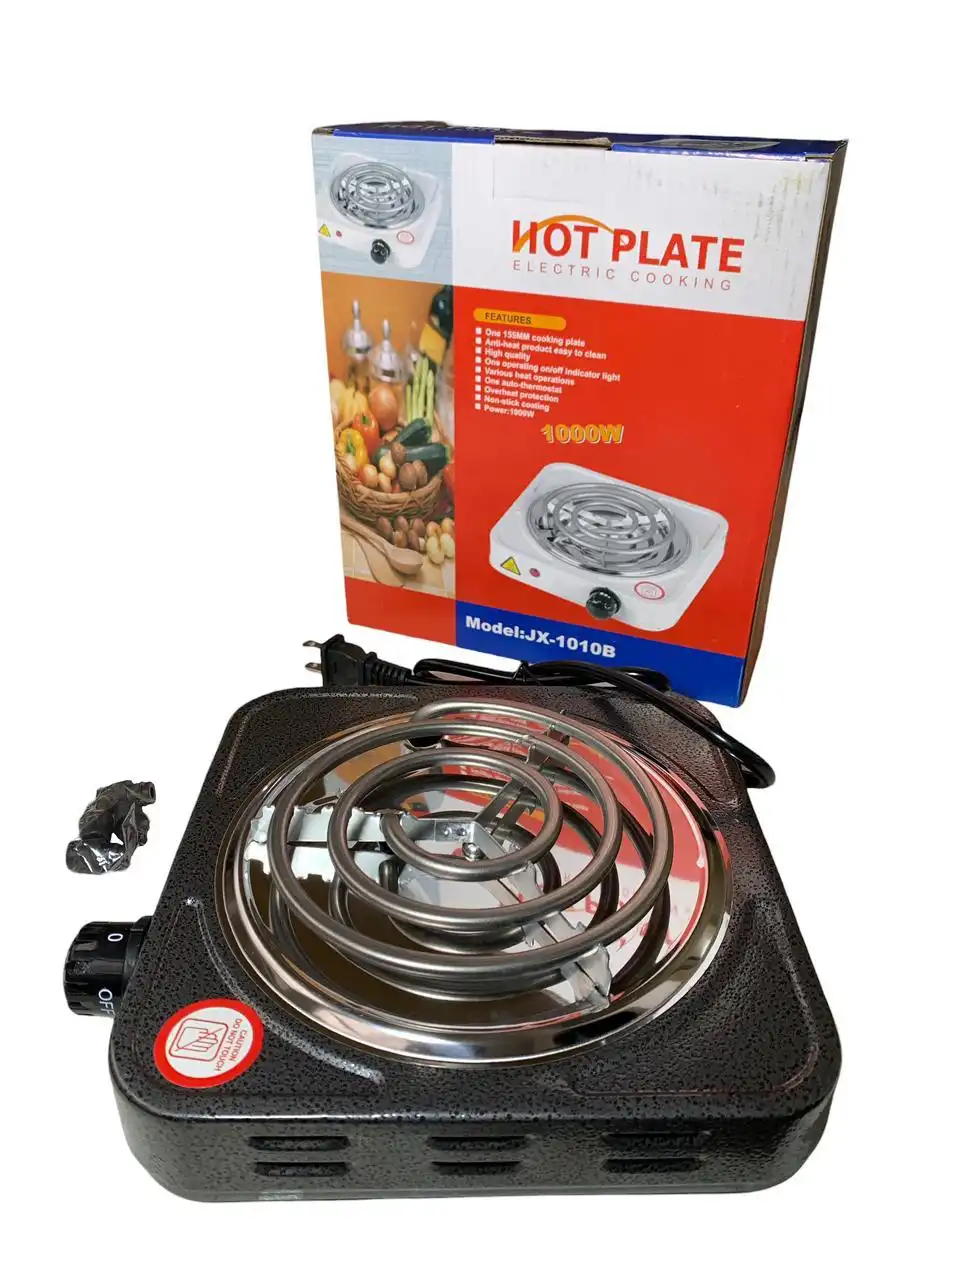 HOT PLATE
ELECTRIC COOKING
FEATURES
One 155MM cooking plate
Anti-heat product easy to clean
High quality
One operating on/off indicator light
Various heat operations
One auto-thermostat
Overheat protection
Non-stick coating
Power:1000W
1000W
Model:JX-1010B
0
OFF
CAUTION
DO NOT TOUCH